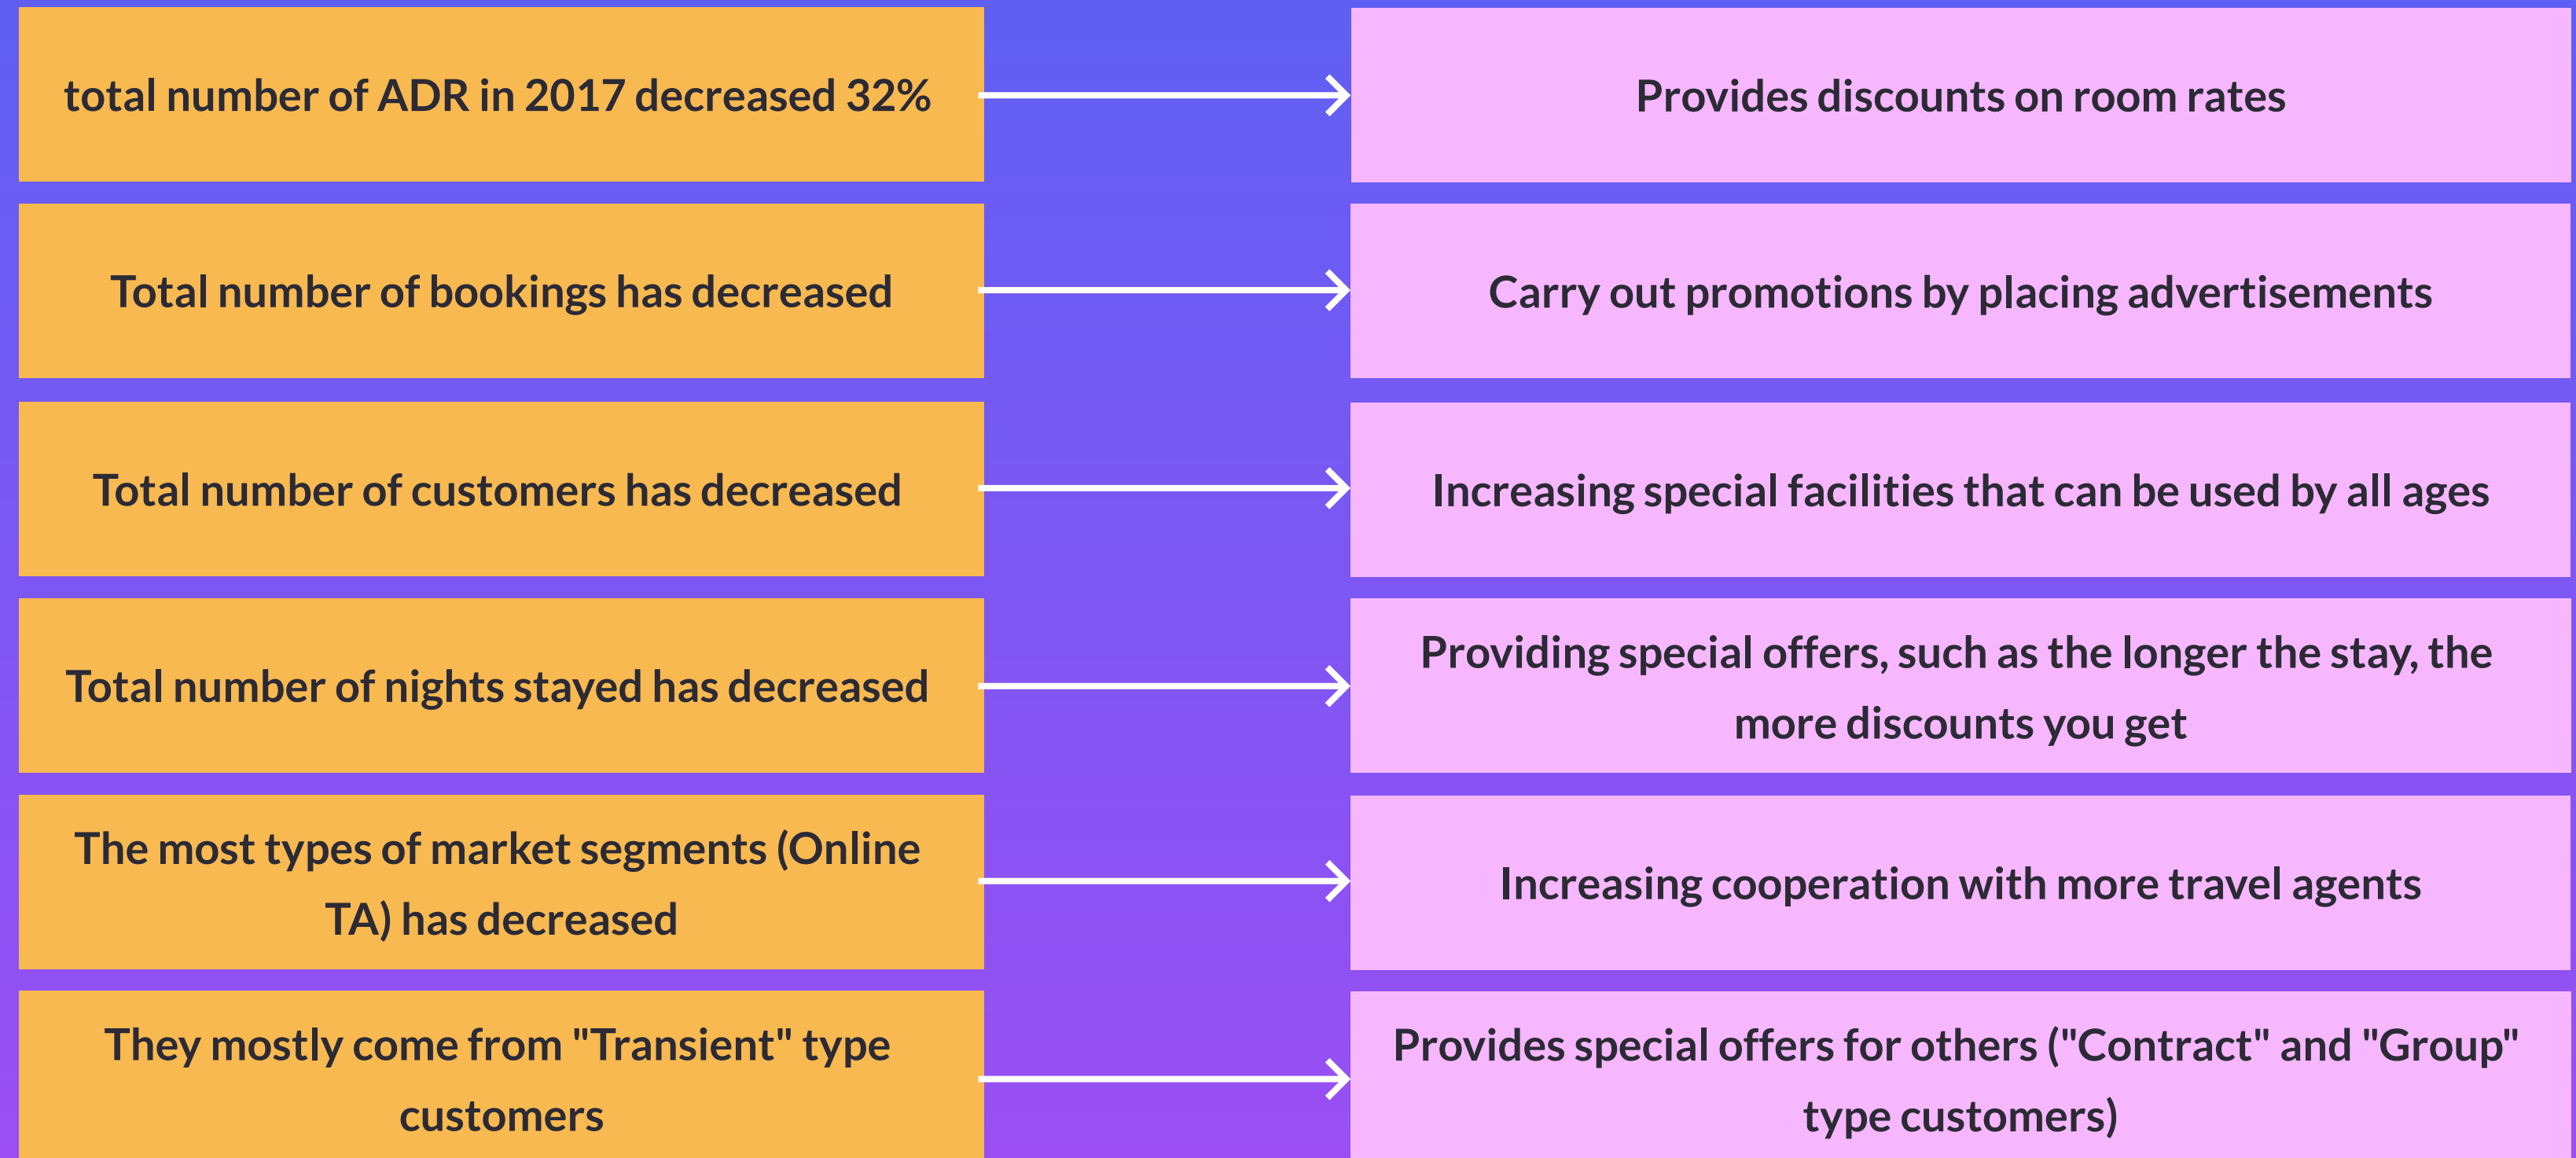 total number of ADR in 2017 decreased 32%
Provides discounts on room rates
Total number of bookings has decreased
Carry out promotions by placing advertisements
Total number of customers has decreased
Increasing special facilities that can be used by all ages
Total number of nights stayed has decreased
Providing special offers, such as the longer the stay, the
more discounts you get
The most types of market segments (Online
TA) has decreased
Increasing cooperation with more travel agents
They mostly come from "Transient" type
customers
Provides special offers for others ("Contract" and "Group"
type customers)